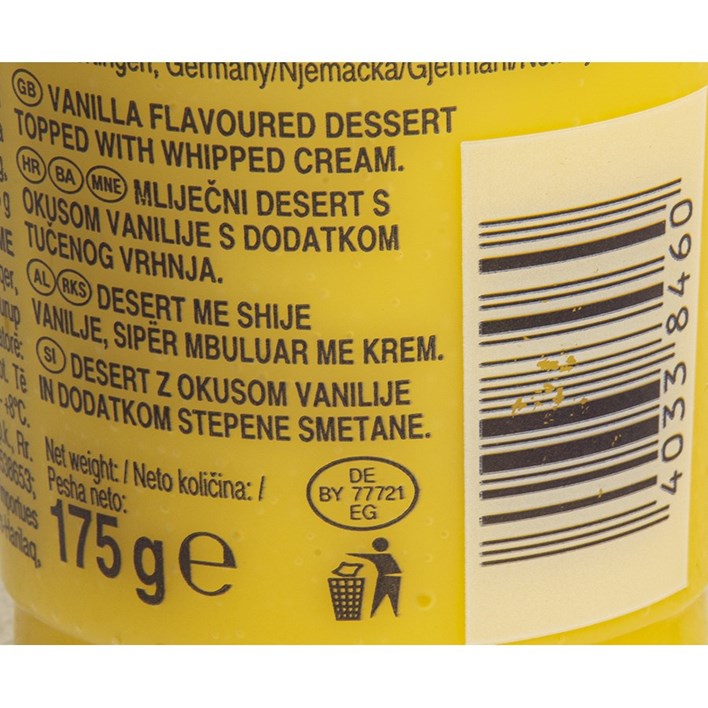 Germany/Njemačka/Gjermani/
GB VANILLA FLAVOURED DESSERT
TOPPED WITH WHIPPED CREAM.
HR BA MNE MLIJEČNI DESERT S
OKUSOM VANILIJE S DODATKOM
TUČENOG VRHNJA.
AL RKS DESERT ME SHIJE
VANILJE, SIPËR MBULUAR ME KREM.
SI DESERT Z OKUSOM VANILIJE
IN DODATKOM STEPENE SMETANE.
Net weight: / Neto količina: /
Pesha neto:
175 g e
DE
BY 77721
EG
4033 8460